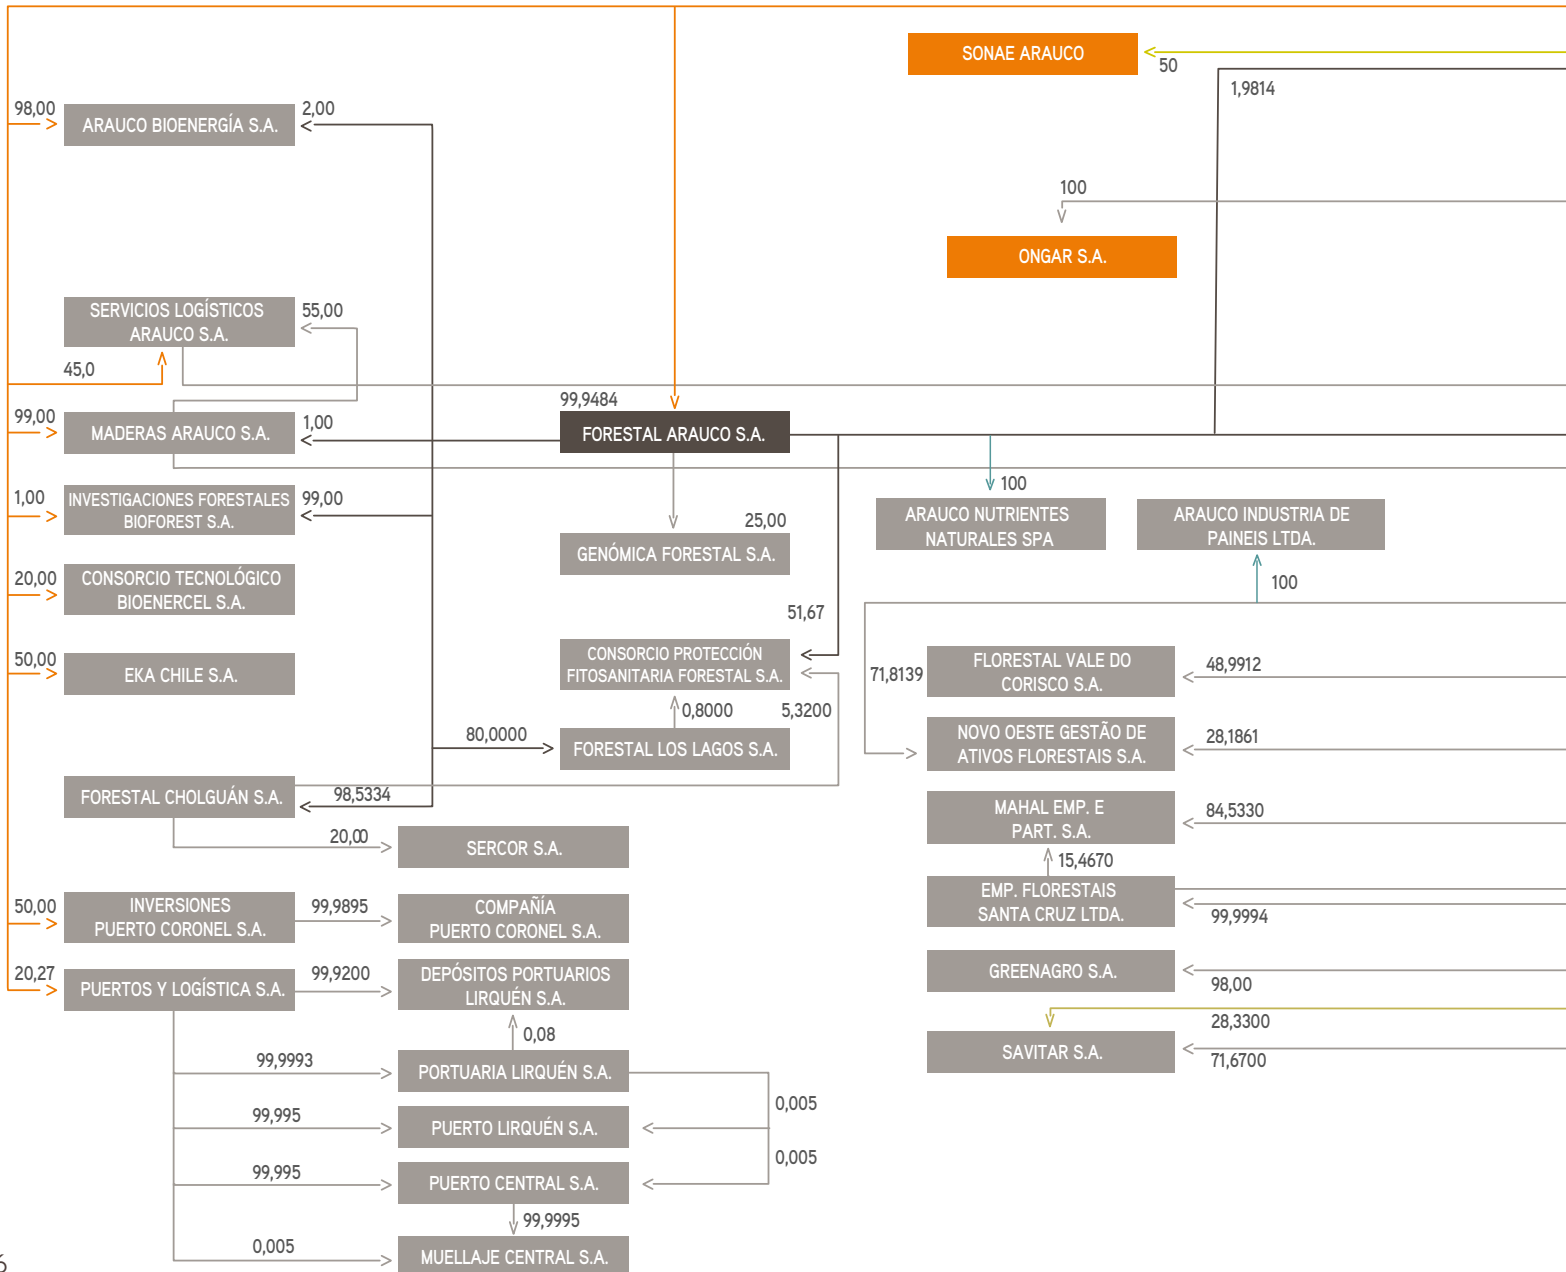 SONAE ARAUCO
50
1,9814
98,00
ARAUCO BIOENERGÍA S.A.
2,00
100
ONGAR S.A.
SERVICIOS LOGÍSTICOS
ARAUCO S.A.
55,00
45,0
99,00
MADERAS ARAUCO S.A.
1,00
99,9484
FORESTAL ARAUCO S.A.
1,00
INVESTIGACIONES FORESTALES
BIOFOREST S.A.
99,00
25,00
GENÓMICA FORESTAL S.A.
100
ARAUCO NUTRIENTES
NATURALES SPA
ARAUCO INDUSTRIA DE
PAINEIS LTDA.
100
20,00
CONSORCIO TECNOLÓGICO
BIOENERCEL S.A.
51,67
50,00
EKA CHILE S.A.
CONSORCIO PROTECCIÓN
FITOSANITARIA FORESTAL S.A.
71,8139
FLORESTAL VALE DO
CORISCO S.A.
48,9912
0,8000
5,3200
80,0000
FORESTAL LOS LAGOS S.A.
NOVO OESTE GESTÃO DE
ATIVOS FLORESTAIS S.A.
28,1861
FORESTAL CHOLGUÁN S.A.
98,5334
MAHAL EMP. E
PART. S.A.
84,5330
20,00
SERCOR S.A.
15,4670
50,00
INVERSIONES
PUERTO CORONEL S.A.
99,9895
COMPAÑÍA
PUERTO CORONEL S.A.
EMP. FLORESTAIS
SANTA CRUZ LTDA.
99,9994
20,27
PUERTOS Y LOGÍSTICA S.A.
99,9200
DEPÓSITOS PORTUARIOS
LIRQUÉN S.A.
GREENAGRO S.A.
98,00
0,08
28,3300
SAVITAR S.A.
71,6700
99,9993
PORTUARIA LIRQUÉN S.A.
0,005
99,995
PUERTO LIRQUÉN S.A.
0,005
99,995
PUERTO CENTRAL S.A.
99,9995
0,005
MUELLAJE CENTRAL S.A.